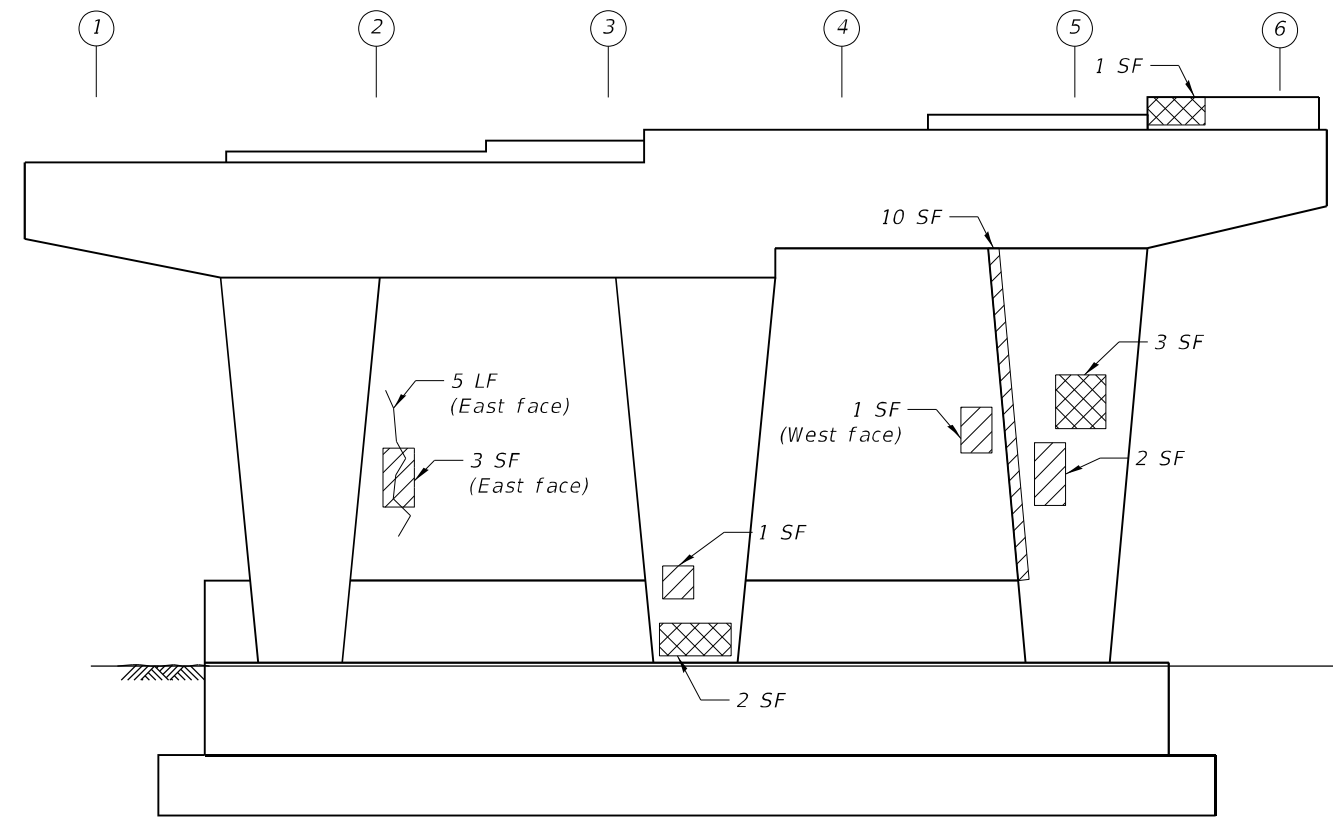 1
2
3
4
5
6
1 SF
10 SF
3 SF
5 LF
(East face)
1 SF
(West face)
3 SF
(East face)
2 SF
1 SF
2 SF